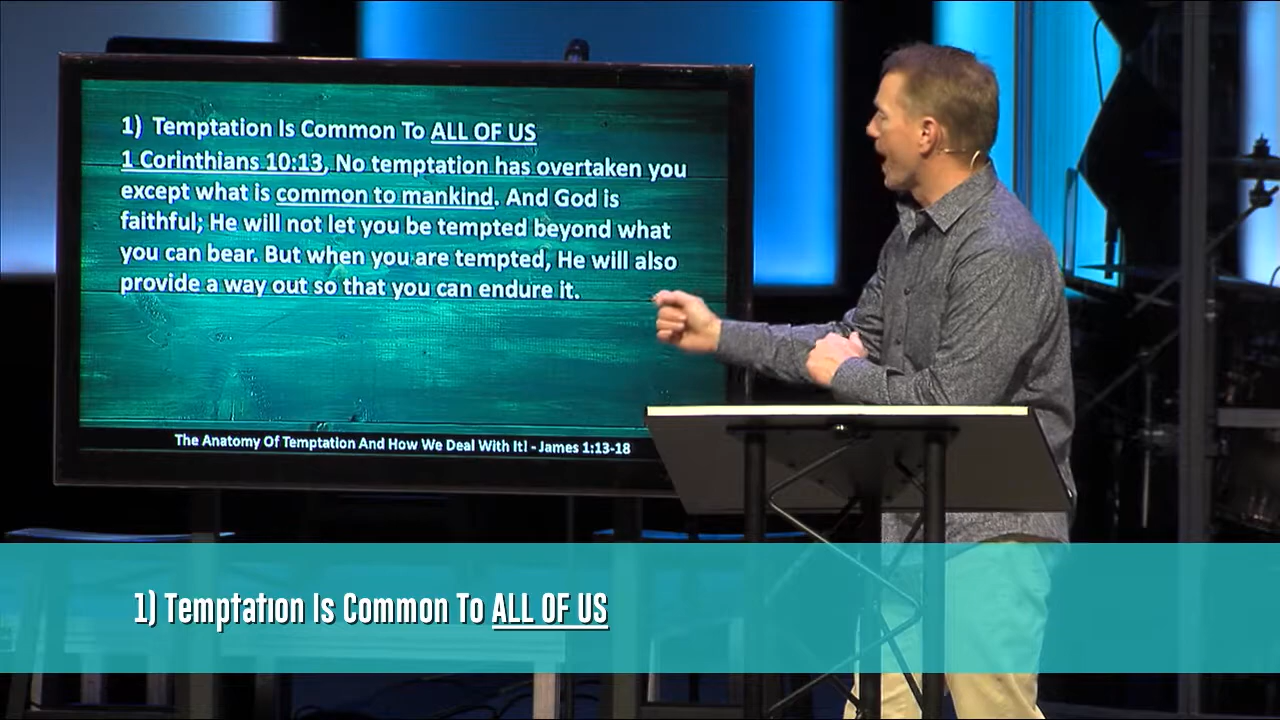 1) Temptation Is Common To ALL OF US
1 Corinthians 10:13, No temptation has overtaken you
except what is common to mankind. And God is
faithful; He will not let you be tempted beyond what
you can bear. But when you are tempted, He will also
provide a way out so that you can endure it.
The Anatomy Of Temptation And How We Deal With It! - James 1:13-18
1) Temptation Is Common To ALL OF US